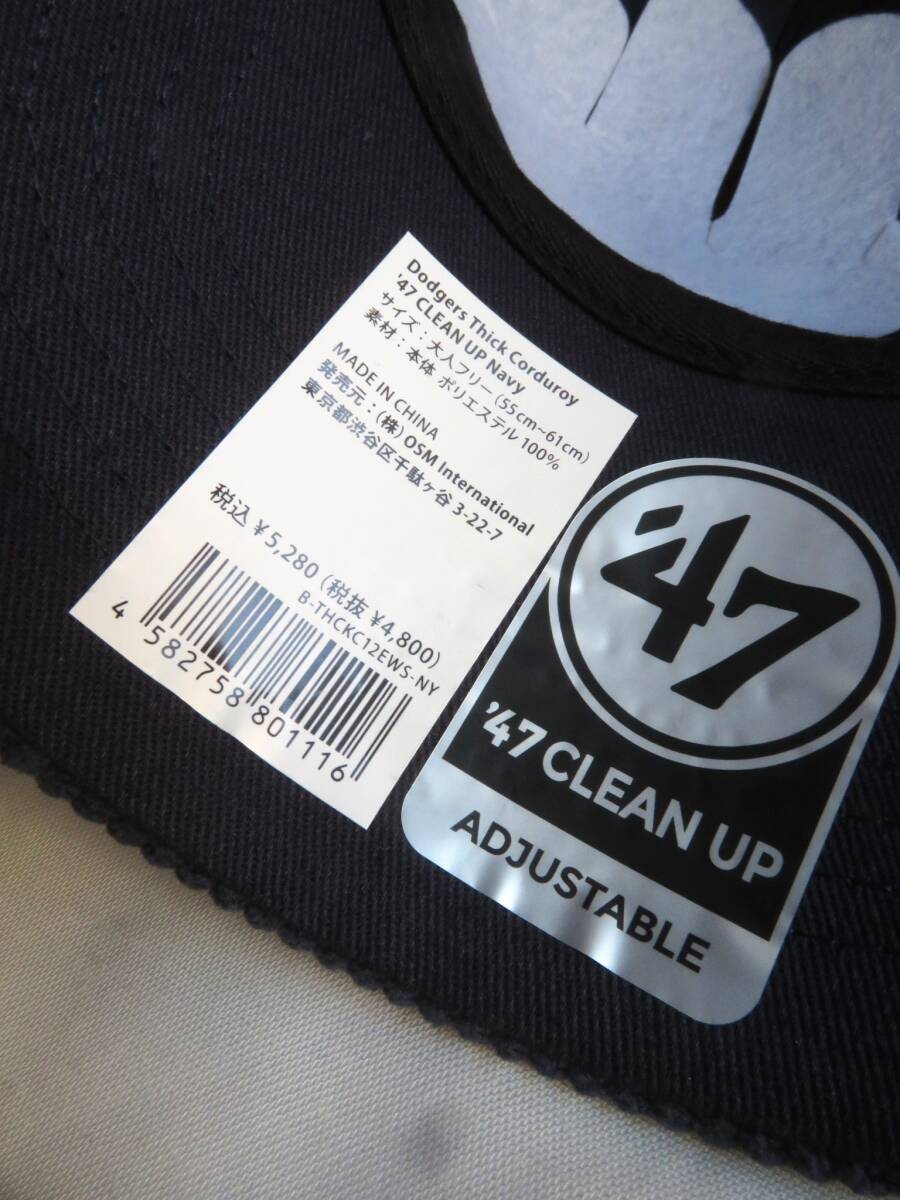 Dodgers Thick Corduroy
'47 CLEAN UP Navy
サイズ：大人フリー（55cm~61cm）
素材：本体 ポリエステル 100%
MADE IN CHINA
発売元：(株) OSM International
東京都渋谷区千駄ヶ谷 3-22-7
税込 ¥5,280（税抜 ¥4,800）
B-THCKC12EWS-NY
4 582758 801116
'47
'47 CLEAN UP
ADJUSTABLE